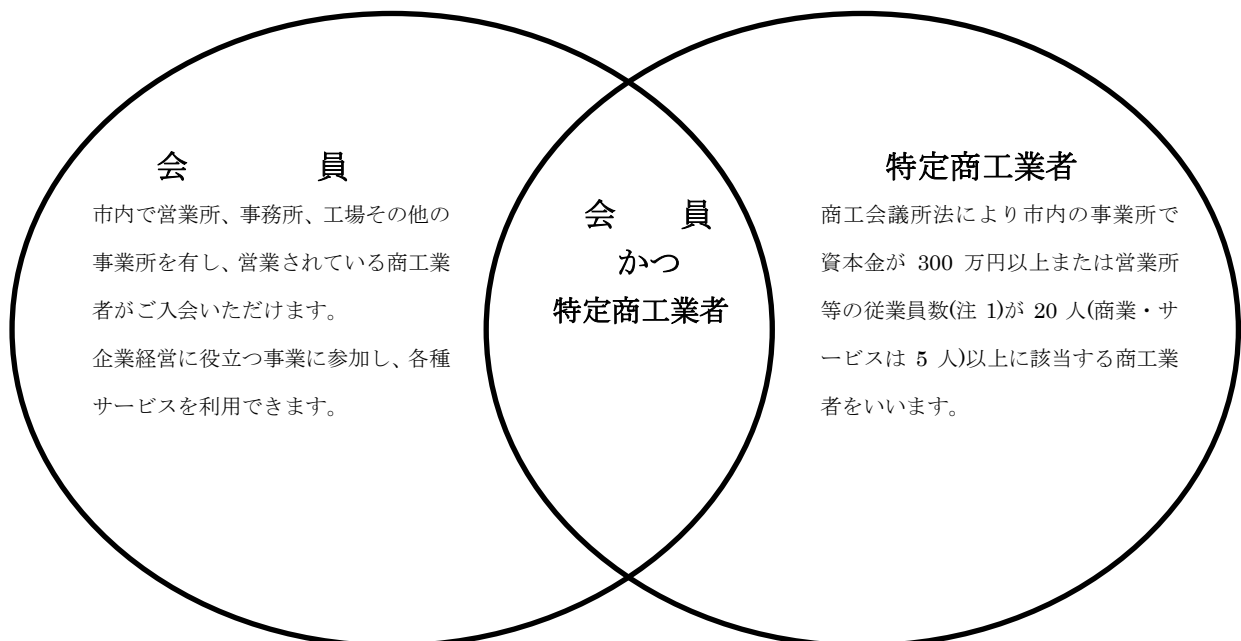 会　員
市内で営業所、事務所、工場その他の
事業所を有し、営業されている商工業
者がご入会いただけます。
企業経営に役立つ事業に参加し、各種
サービスを利用できます。
会　員
かつ
特定商工業者
特定商工業者
商工会議所法により市内の事業所で
資本金が 300 万円以上または営業所
等の従業員数(注 1)が 20 人(商業・サ
ービスは 5 人)以上に該当する商工業
者をいいます。